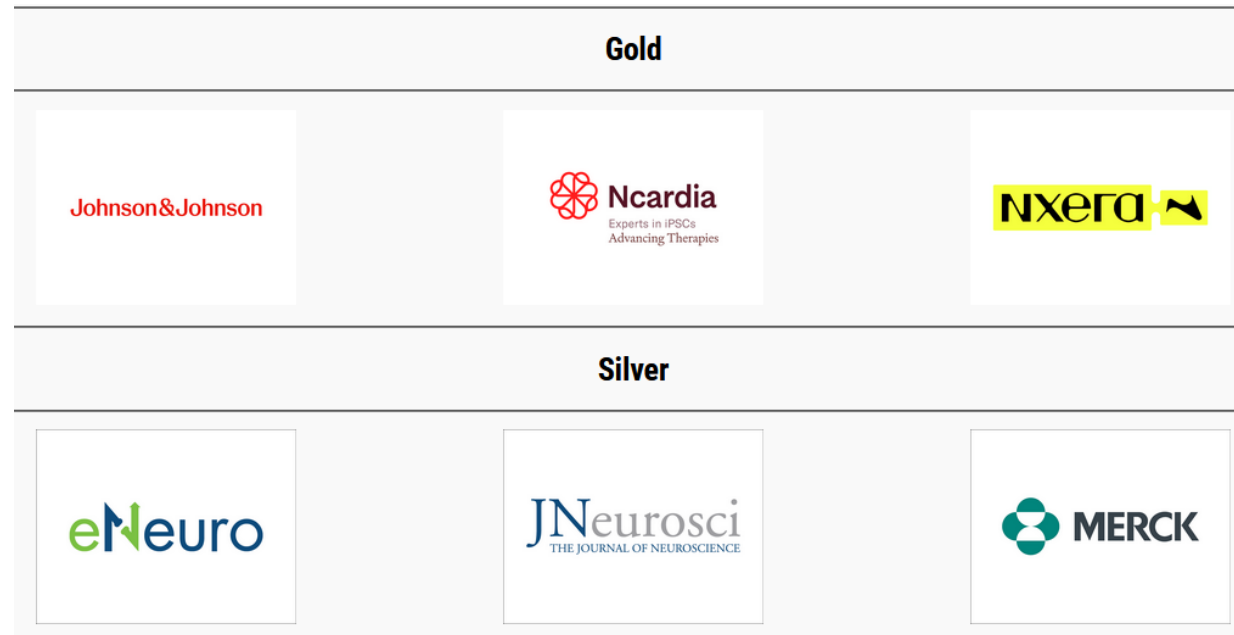 Gold
Johnson&Johnson
Ncardia
Experts in iPSCs
Advancing Therapies
Nxera
Silver
eNeuro
JNeurosci
THE JOURNAL OF NEUROSCIENCE
MERCK